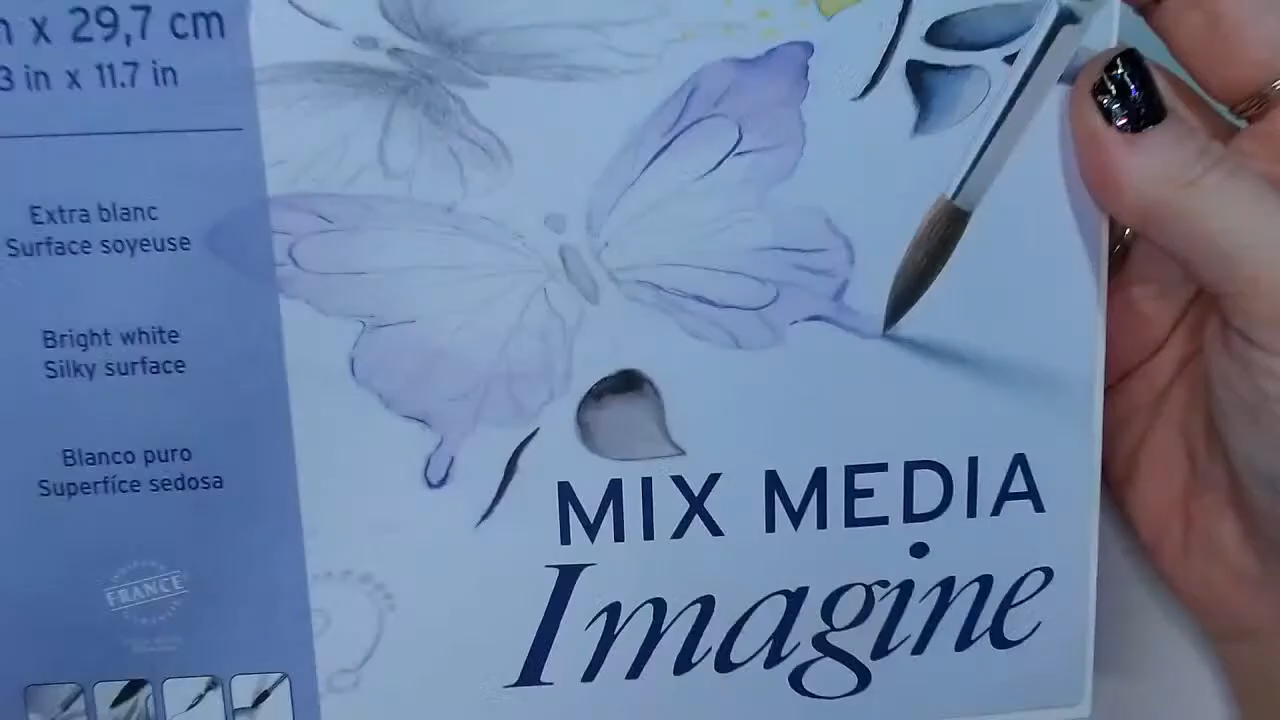 x 29,7 cm
3 in x 11.7 in
Extra blanc
Surface soyeuse
Bright white
Silky surface
Blanco puro
Superfíce sedosa
FRANCE
MIX MEDIA
Imagine